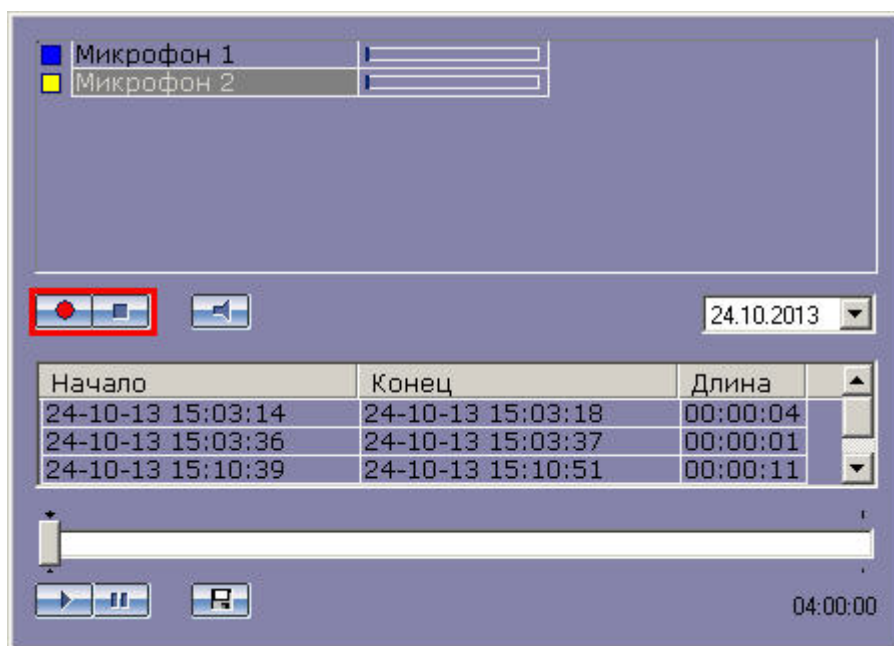 Микрофон 1
Микрофон 2
24.10.2013
Начало Конец Длина
24-10-13 15:03:14 24-10-13 15:03:18 00:00:04
24-10-13 15:03:36 24-10-13 15:03:37 00:00:01
24-10-13 15:10:39 24-10-13 15:10:51 00:00:11
04:00:00